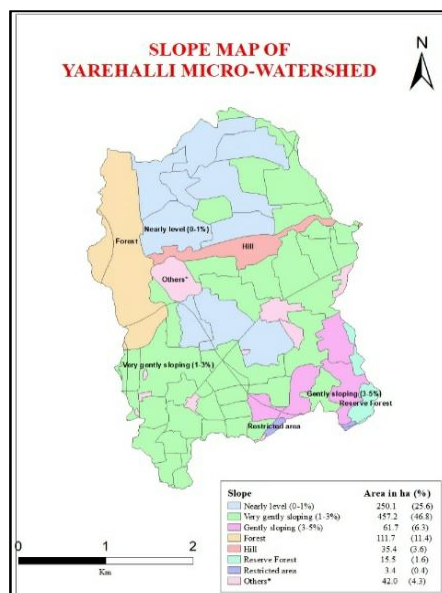 SLOPE MAP OF
YAREHALLI MICRO-WATERSHED
N
Nearly level (0-1%)
Forest
Hill
Others*
Very gently sloping (1-3%)
Gently sloping (3-5%)
Reserve Forest
Restricted area
Slope Area in ha (%)
Nearly level (0-1%) 250.1 (25.6)
Very gently sloping (1-3%) 457.2 (46.8)
Gently sloping (3-5%) 61.7 (6.3)
Forest 111.7 (11.4)
Hill 35.4 (3.6)
Reserve Forest 15.5 (1.6)
Restricted area 3.4 (0.4)
Others* 42.0 (4.3)
0 1 2
Km